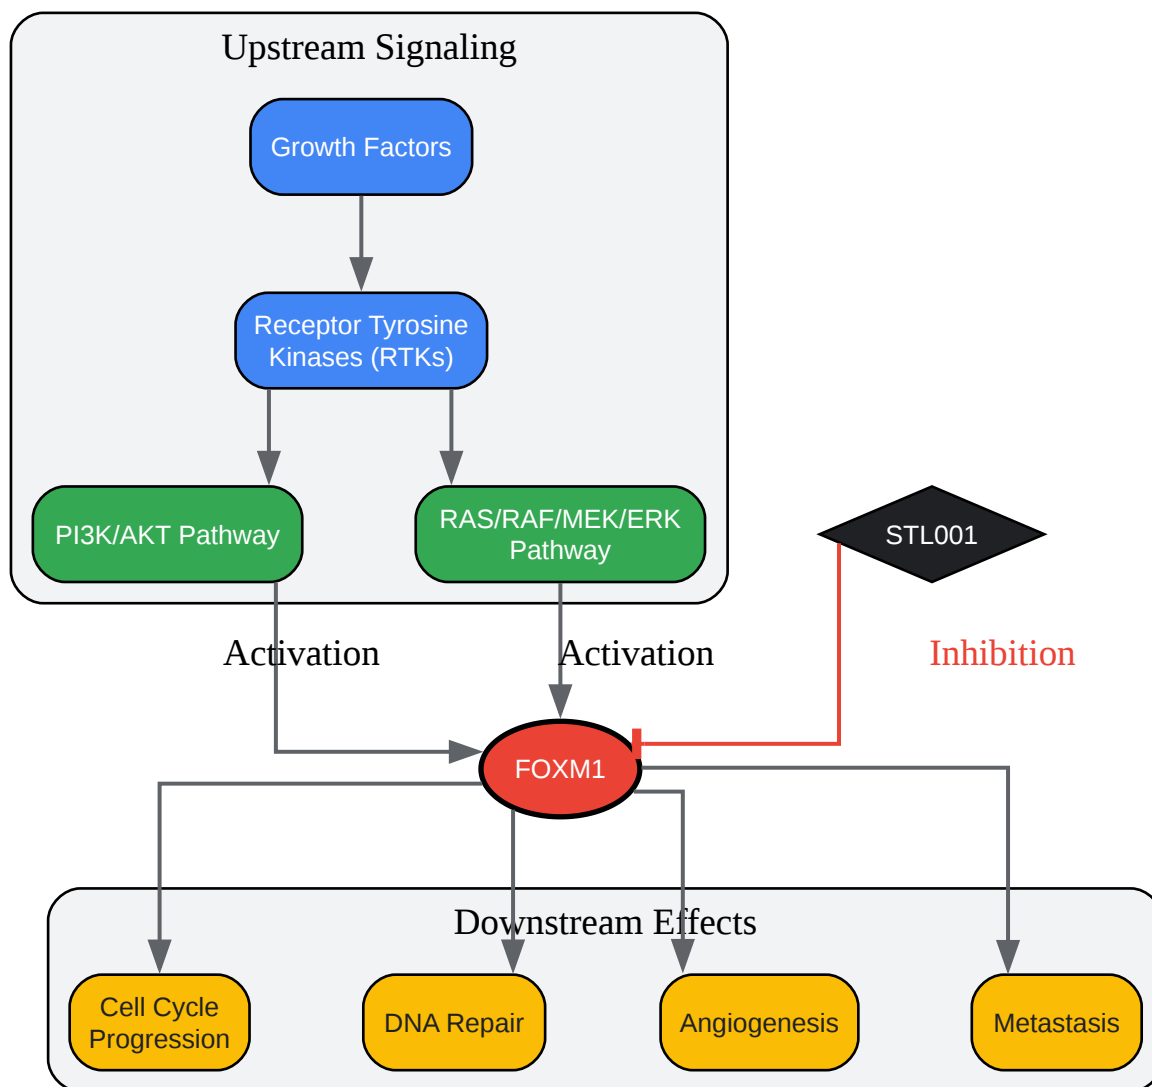 Upstream Signaling
Growth Factors
Receptor Tyrosine
Kinases (RTKs)
PI3K/AKT Pathway
RAS/RAF/MEK/ERK
Pathway
STL001
Activation
Activation
Inhibition
FOXM1
Downstream Effects
Cell Cycle
Progression
DNA Repair
Angiogenesis
Metastasis